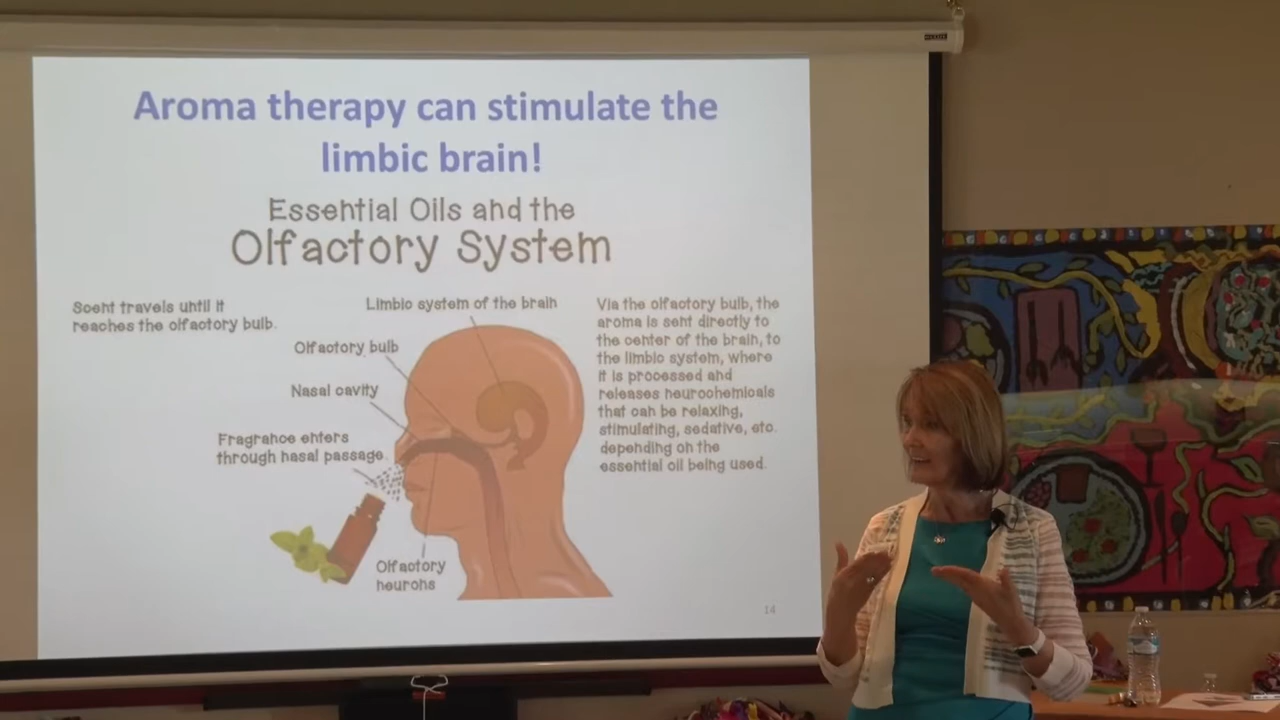 Aroma therapy can stimulate the
limbic brain!
Essential Oils and the
Olfactory System
Scent travels until it
reaches the olfactory bulb.
Limbic system of the brain
Olfactory bulb
Nasal cavity
Fragrance enters
through nasal passage.
Olfactory
neurons
Via the olfactory bulb, the
aroma is sent directly to
the center of the brain, to
the limbic system, where
it is processed and
releases neurochemicals
that can be relaxing,
stimulating, sedative, etc.
depending on the
essential oil being used.
14